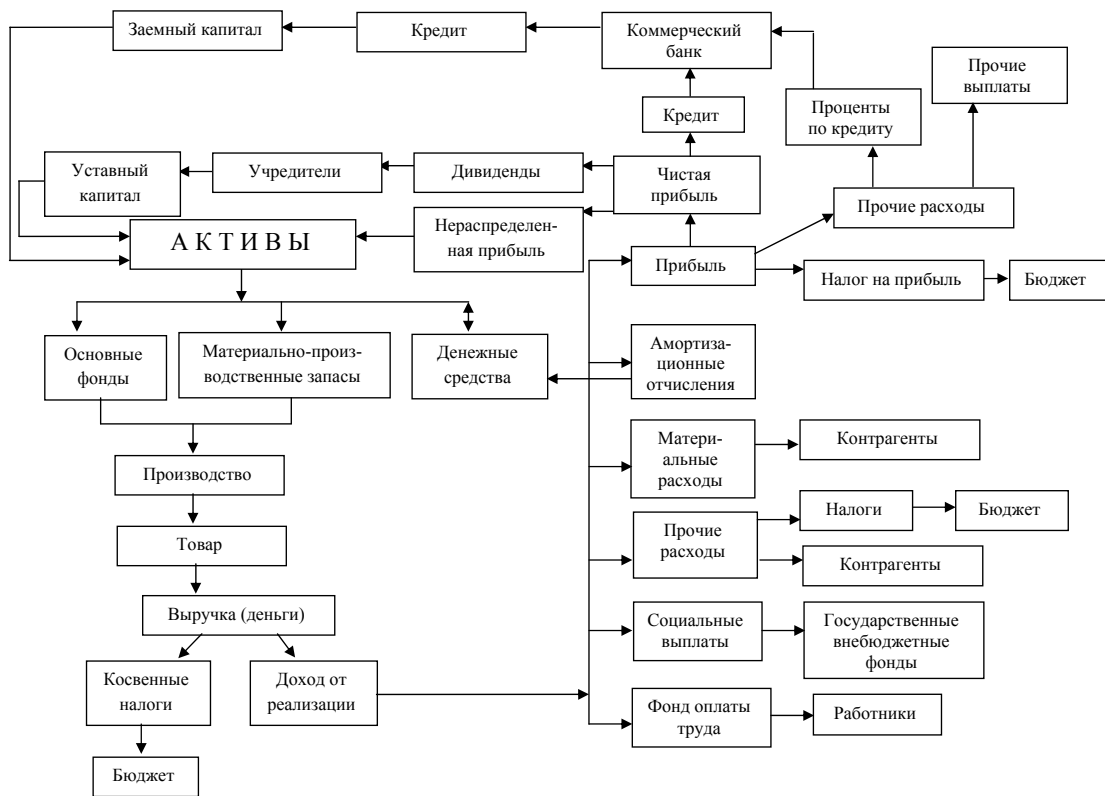 Заемный капитал
Кредит
Коммерческий
банк
Прочие
выплаты
Проценты
по кредиту
Кредит
Уставный
капитал
Учредители
Дивиденды
Чистая
прибыль
Прочие расходы
А К Т И В Ы
Нераспределен-
ная прибыль
Прибыль
Налог на прибыль
Бюджет
Основные
фонды
Материально-произ-
водственные запасы
Денежные
средства
Амортиза-
ционные
отчисления
Матери-
альные
расходы
Контрагенты
Производство
Прочие
расходы
Налоги
Бюджет
Контрагенты
Товар
Выручка (деньги)
Социальные
выплаты
Государственные
внебюджетные
фонды
Косвенные
налоги
Доход от
реализации
Фонд оплаты
труда
Работники
Бюджет